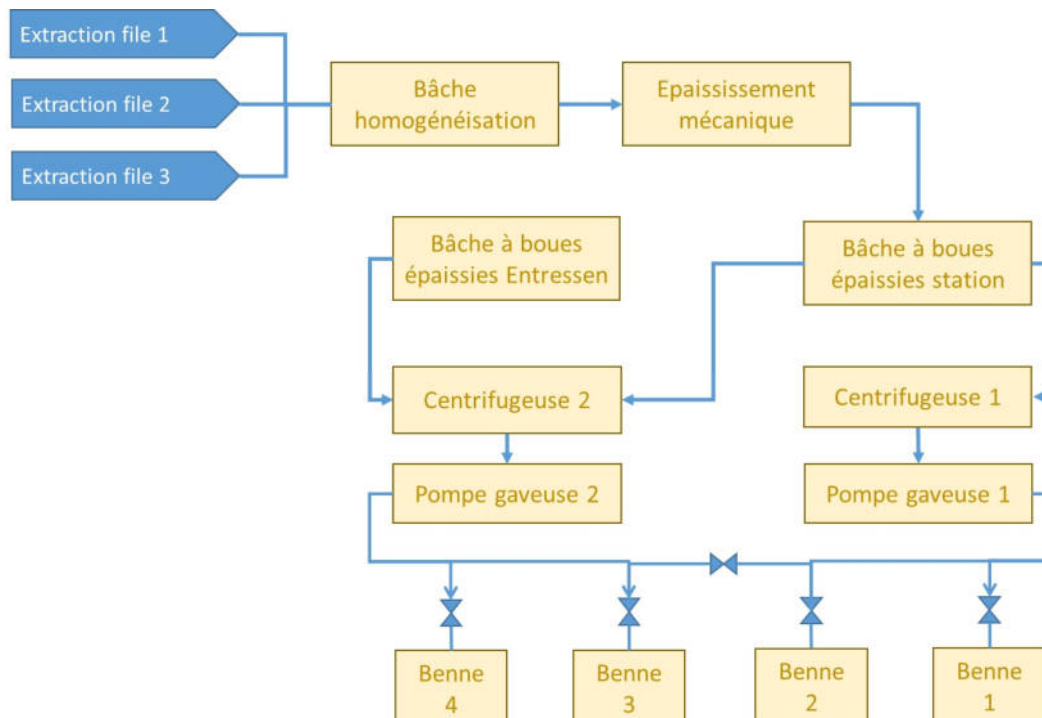 Extraction file 1
Extraction file 2
Extraction file 3
Bâche
homogénéisation
Epaississement
mécanique
Bâche à boues
épaissies Entressen
Bâche à boues
épaissies station
Centrifugeuse 2
Centrifugeuse 1
Pompe gaveuse 2
Pompe gaveuse 1
Benne
4
Benne
3
Benne
2
Benne
1